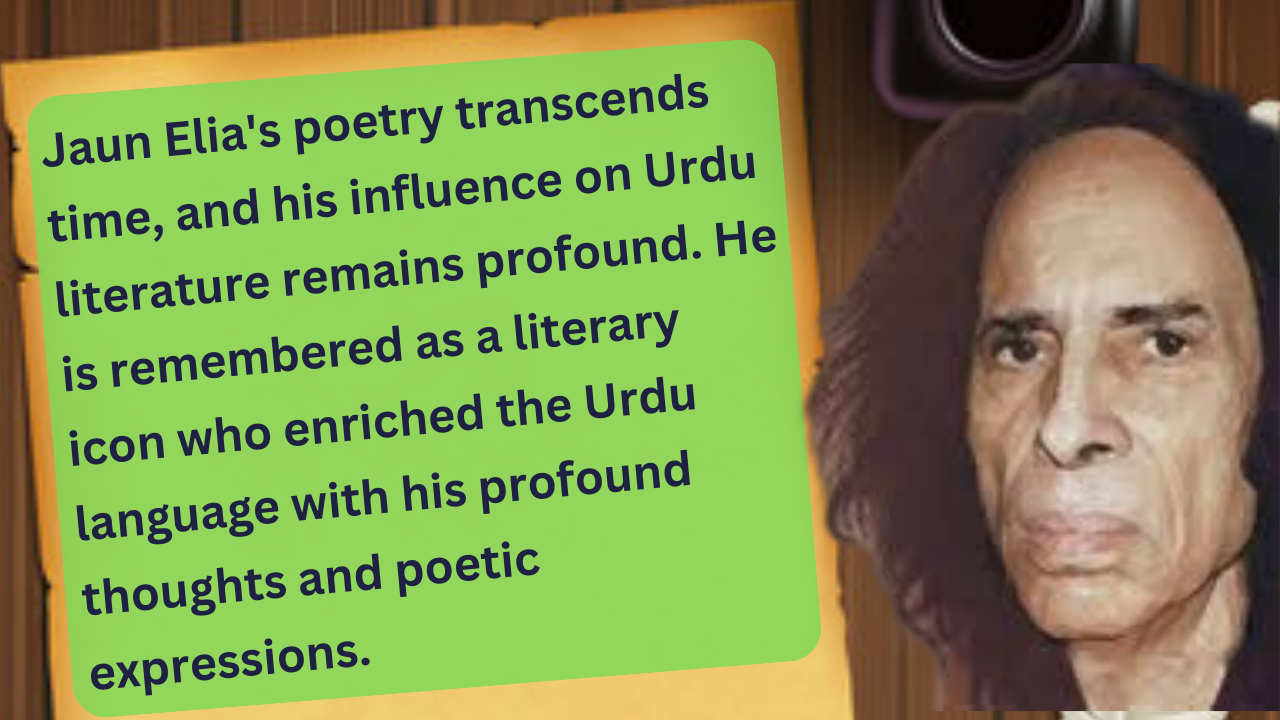 Jaun Elia's poetry transcends
time, and his influence on Urdu
literature remains profound. He
is remembered as a literary
icon who enriched the Urdu
language with his profound
thoughts and poetic
expressions.